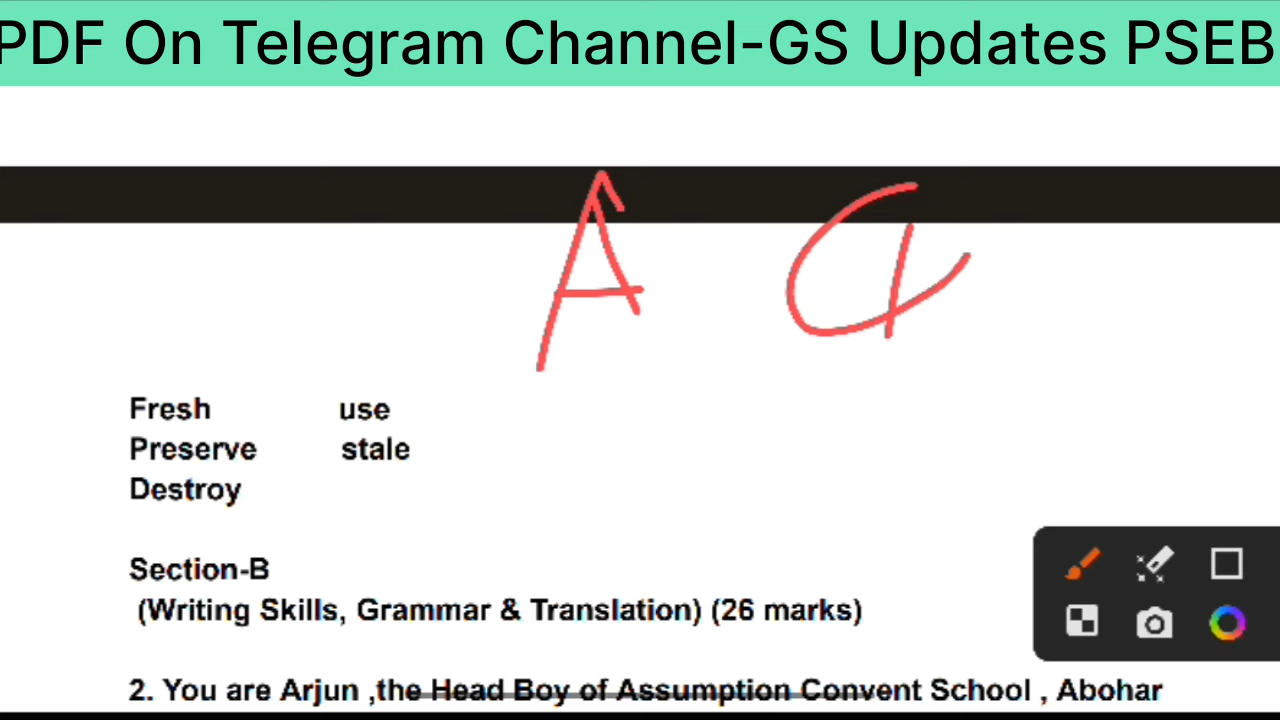 PDF On Telegram Channel-GS Updates PSEB
A
Fresh use
Preserve stale
Destroy
Section-B
(Writing Skills, Grammar & Translation) (26 marks)
2. You are Arjun ,the Head Boy of Assumption Convent School , Abohar